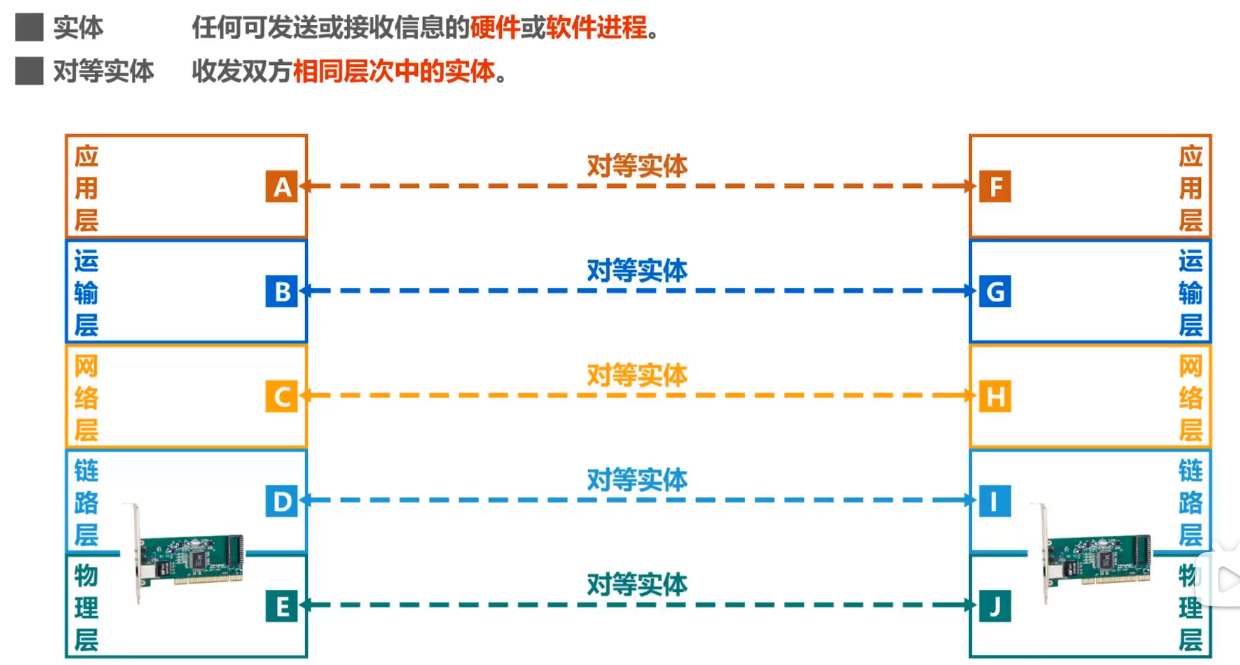 实体 任何可发送或接收信息的硬件或软件进程。
对等实体 收发双方相同层次中的实体。
应用层 A 对等实体 F 应用层
运输层 B 对等实体 G 运输层
网络层 C 对等实体 H 网络层
链路层 D 对等实体 I 链路层
物理层 E 对等实体 J 物理层